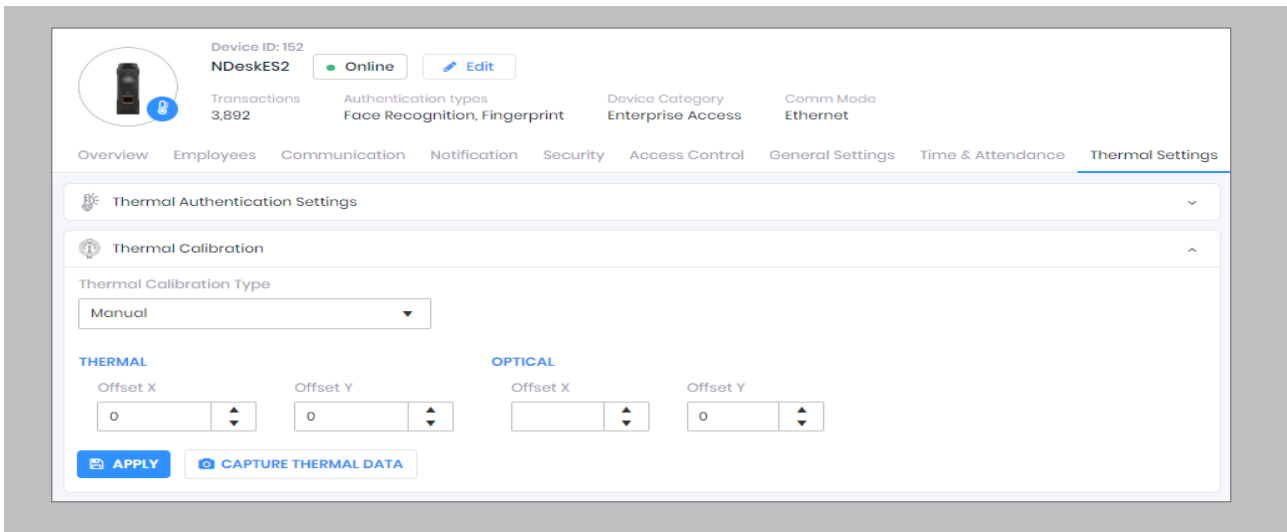 Device ID: 152
NDeskES2 Online Edit
Transactions Authentication types Device Category Comm Mode
3,892 Face Recognition, Fingerprint Enterprise Access Ethernet
Overview Employees Communication Notification Security Access Control General Settings Time & Attendance Thermal Settings
Thermal Authentication Settings
Thermal Calibration
Thermal Calibration Type
Manual
THERMAL OPTICAL
Offset X Offset Y Offset X Offset Y
0 0 0
APPLY CAPTURE THERMAL DATA